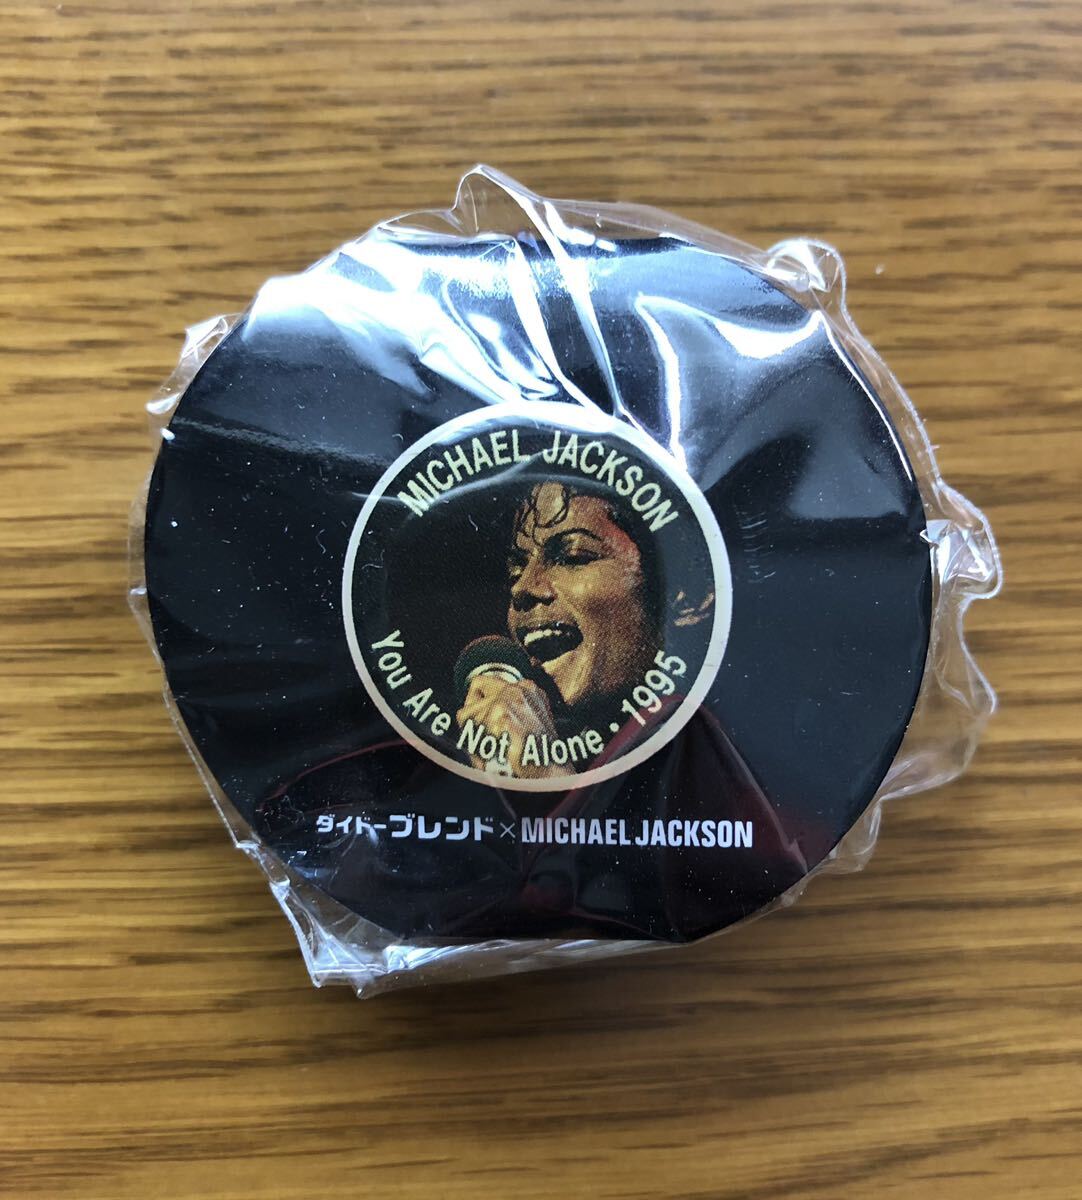 MICHAEL JACKSON
You Are Not Alone • 1995
ダイドーブレンド×MICHAEL JACKSON